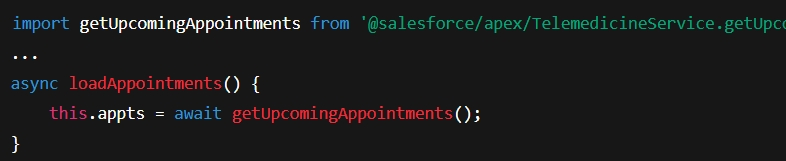 import getUpcomingAppointments from '@salesforce/apex/TelemedicineService.getUpco
...
async loadAppointments() {
    this.appts = await getUpcomingAppointments();
}